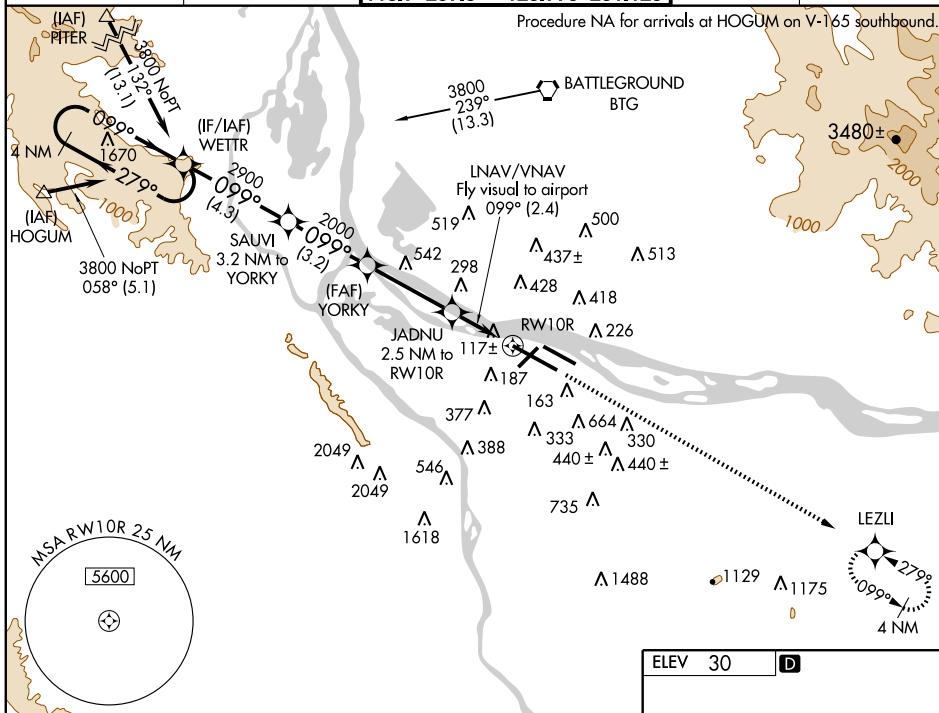 Procedure NA for arrivals at HOGUM on V-165 southbound.
(IAF)
PITER
3800 NoPT
132°
(13.1)
3800
239°
(13.3)
BATTLEGROUND
BTG
3480±
2000
1000
099°
4 NM
1670
279°
(IF/IAF)
WETTR
2900
099°
(4.3)
(IAF)
HOGUM
1000
3800 NoPT
058° (5.1)
SAUVI
3.2 NM to
YORKY
2000
099°
(3.2)
(FAF)
YORKY
LNAV/VNAV
Fly visual to airport
099° (2.4)
519
500
542
437±
513
298
428
418
JADNU
2.5 NM to
RW10R
117±
RW10R
226
187
163
377
664
333
330
388
440 ±
440 ±
2049
2049
546
735
1618
LEZLI
279°
099°
4 NM
1488
1129
1175
MSA RW10R 25 NM
5600
ELEV 30 D